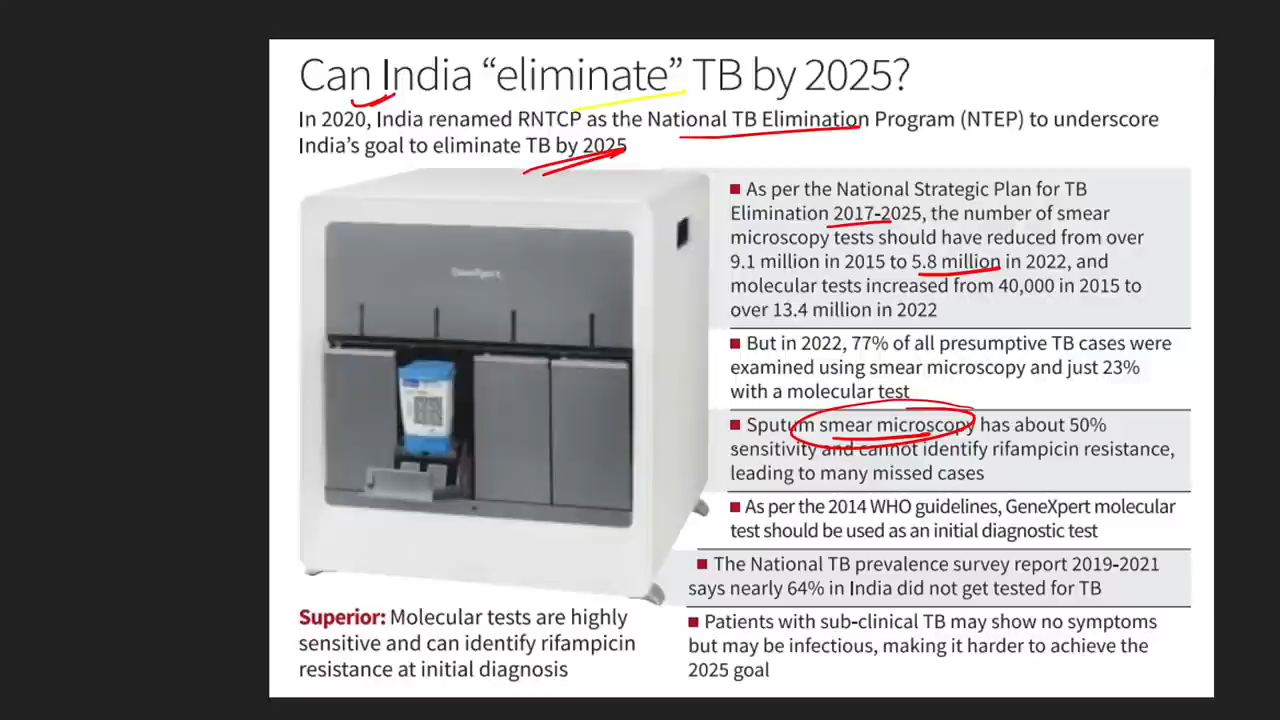 Can India “eliminate” TB by 2025?
In 2020, India renamed RNTCP as the National TB Elimination Program (NTEP) to underscore
India’s goal to eliminate TB by 2025
GeneXpert
■ As per the National Strategic Plan for TB
Elimination 2017-2025, the number of smear
microscopy tests should have reduced from over
9.1 million in 2015 to 5.8 million in 2022, and
molecular tests increased from 40,000 in 2015 to
over 13.4 million in 2022
■ But in 2022, 77% of all presumptive TB cases were
examined using smear microscopy and just 23%
with a molecular test
■ Sputum smear microscopy has about 50%
sensitivity and cannot identify rifampicin resistance,
leading to many missed cases
■ As per the 2014 WHO guidelines, GeneXpert molecular
test should be used as an initial diagnostic test
■ The National TB prevalence survey report 2019-2021
says nearly 64% in India did not get tested for TB
■ Patients with sub-clinical TB may show no symptoms
but may be infectious, making it harder to achieve the
2025 goal
Superior: Molecular tests are highly
sensitive and can identify rifampicin
resistance at initial diagnosis